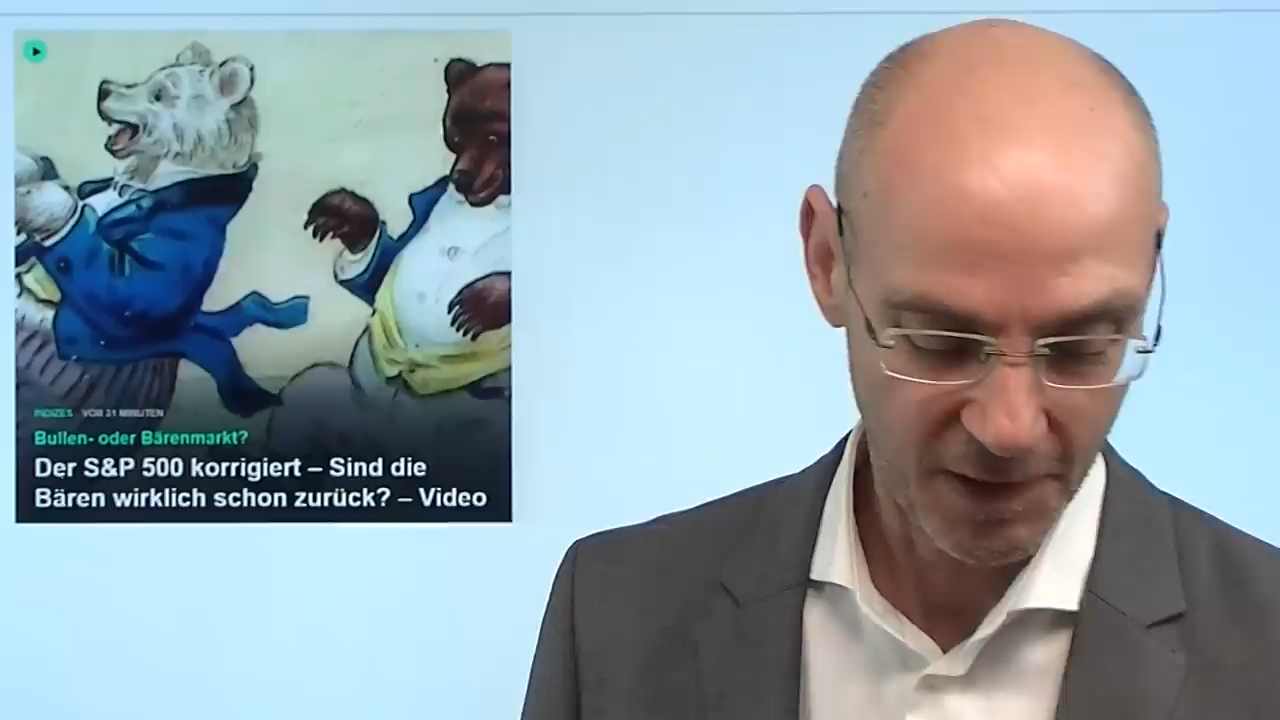 INDIZES VOR 31 MINUTEN
Bullen- oder Bärenmarkt?
Der S&P 500 korrigiert – Sind die
Bären wirklich schon zurück? – Video